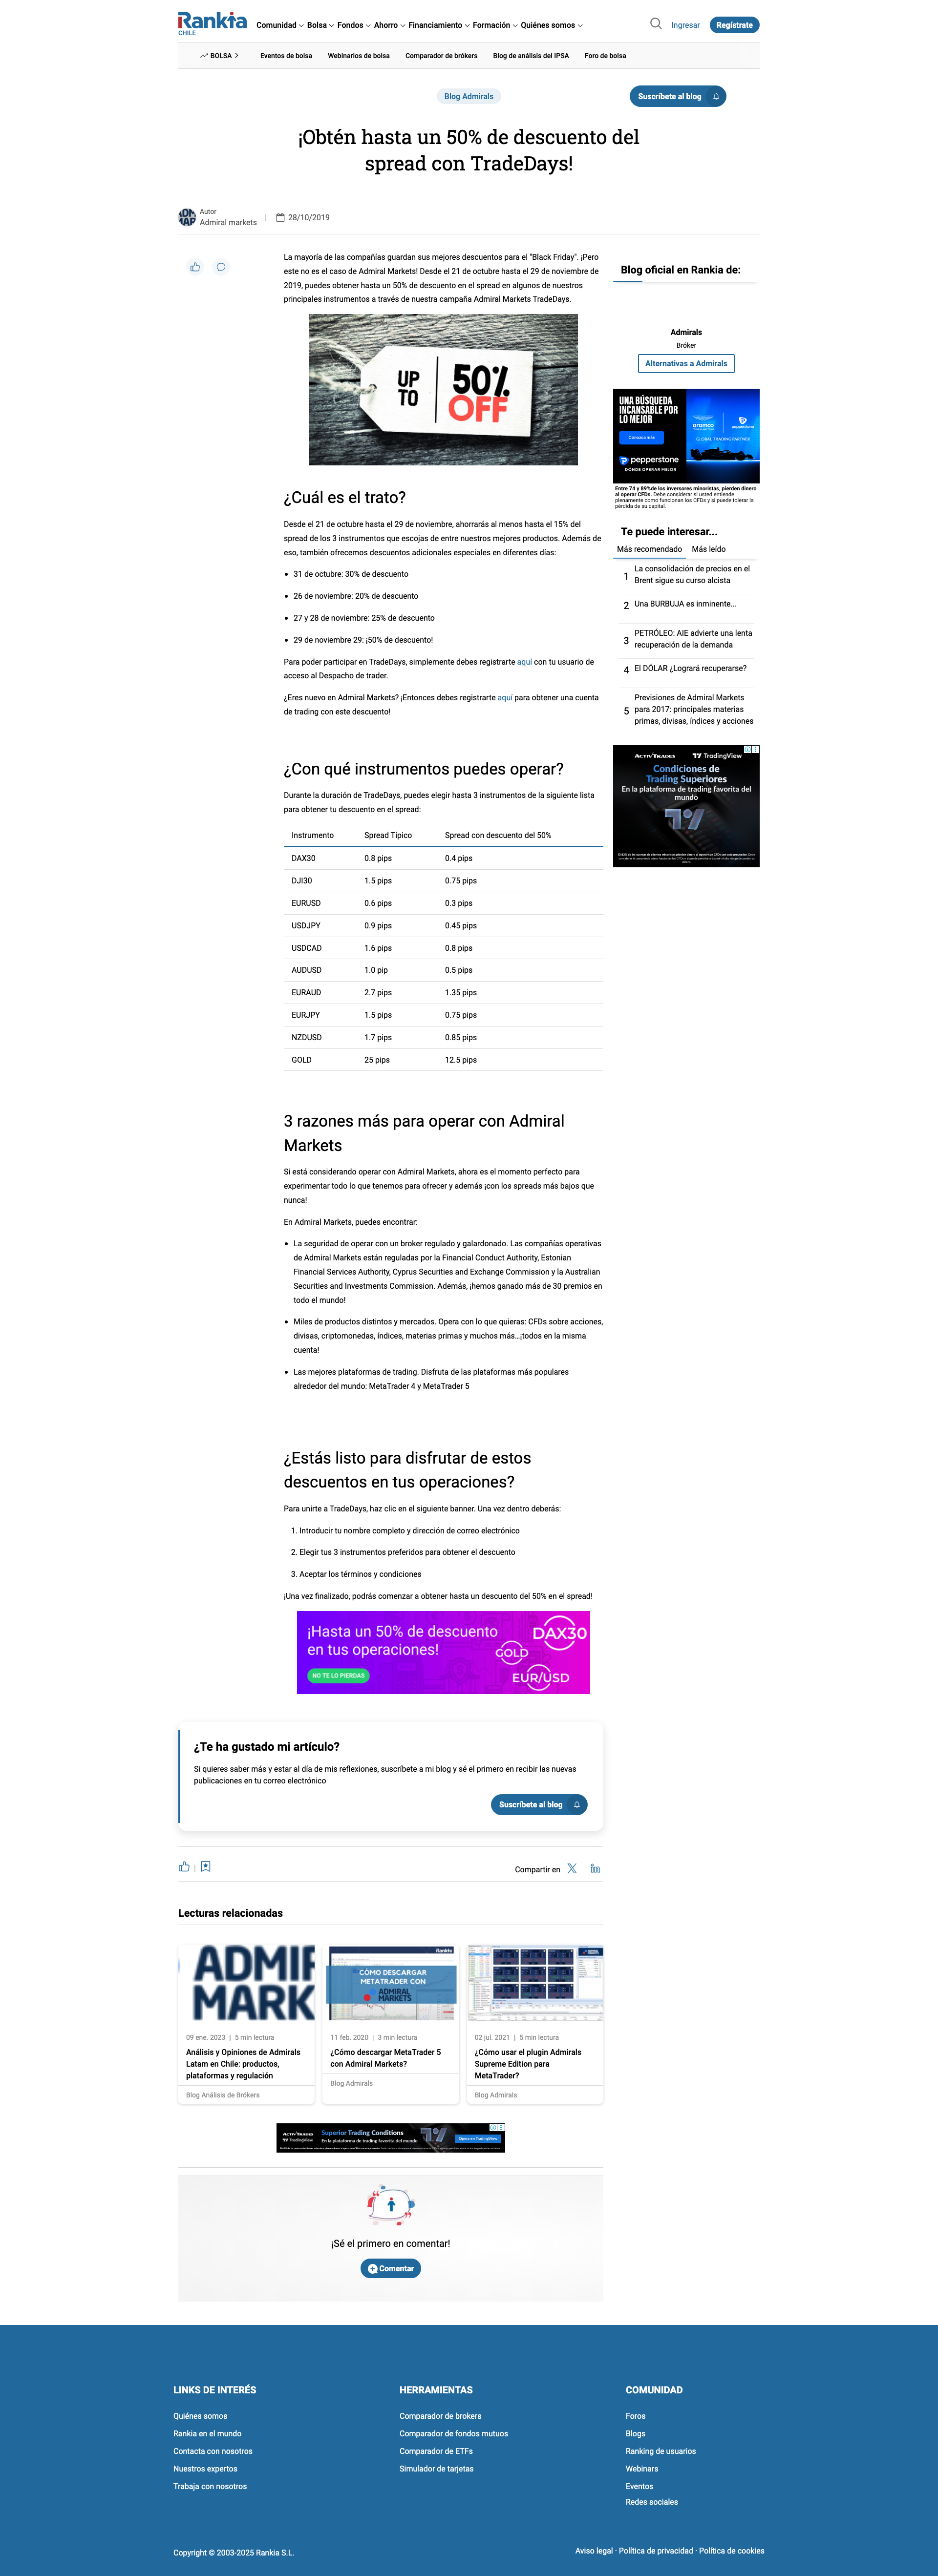 Rankia
CHILE
Comunidad Bolsa Fondos Ahorro Financiamiento Formación Quiénes somos
Ingresar
Regístrate
BOLSA
Eventos de bolsa
Webinarios de bolsa
Comparador de brókers
Blog de análisis del IPSA
Foro de bolsa
Blog Admirals
Suscríbete al blog
¡Obtén hasta un 50% de descuento del
spread con TradeDays!
Autor
Admiral markets
28/10/2019
La mayoría de las compañías guardan sus mejores descuentos para el "Black Friday". ¡Pero
este no es el caso de Admiral Markets! Desde el 21 de octubre hasta el 29 de noviembre de
2019, puedes obtener hasta un 50% de descuento en el spread en algunos de nuestros
principales instrumentos a través de nuestra campaña Admiral Markets TradeDays.
UP
TO
50%
OFF
¿Cuál es el trato?
Desde el 21 de octubre hasta el 29 de noviembre, ahorrarás al menos hasta el 15% del
spread de los 3 instrumentos que escojas de entre nuestros mejores productos. Además de
eso, también ofrecemos descuentos adicionales especiales en diferentes días:
31 de octubre: 30% de descuento
26 de noviembre: 20% de descuento
27 y 28 de noviembre: 25% de descuento
29 de noviembre 29: ¡50% de descuento!
Para poder participar en TradeDays, simplemente debes registrarte aquí con tu usuario de
acceso al Despacho de trader.
¿Eres nuevo en Admiral Markets? ¡Entonces debes registrarte aquí para obtener una cuenta
de trading con este descuento!
¿Con qué instrumentos puedes operar?
Durante la duración de TradeDays, puedes elegir hasta 3 instrumentos de la siguiente lista
para obtener tu descuento en el spread:
Instrumento Spread Típico Spread con descuento del 50%
DAX30 0.8 pips 0.4 pips
DJI30 1.5 pips 0.75 pips
EURUSD 0.6 pips 0.3 pips
USDJPY 0.9 pips 0.45 pips
USDCAD 1.6 pips 0.8 pips
AUDUSD 1.0 pip 0.5 pips
EURAUD 2.7 pips 1.35 pips
EURJPY 1.5 pips 0.75 pips
NZDUSD 1.7 pips 0.85 pips
GOLD 25 pips 12.5 pips
3 razones más para operar con Admiral
Markets
Si está considerando operar con Admiral Markets, ahora es el momento perfecto para
experimentar todo lo que tenemos para ofrecer y además ¡con los spreads más bajos que
nunca!
En Admiral Markets, puedes encontrar:
La seguridad de operar con un broker regulado y galardonado. Las compañías operativas
de Admiral Markets están reguladas por la Financial Conduct Authority, Estonian
Financial Services Authority, Cyprus Securities and Exchange Commission y la Australian
Securities and Investments Commission. Además, ¡hemos ganado más de 30 premios en
todo el mundo!
Miles de productos distintos y mercados. Opera con lo que quieras: CFDs sobre acciones,
divisas, criptomonedas, índices, materias primas y muchos más...¡todos en la misma
cuenta!
Las mejores plataformas de trading. Disfruta de las plataformas más populares
alrededor del mundo: MetaTrader 4 y MetaTrader 5
¿Estás listo para disfrutar de estos
descuentos en tus operaciones?
Para unirte a TradeDays, haz clic en el siguiente banner. Una vez dentro deberás:
1. Introducir tu nombre completo y dirección de correo electrónico
2. Elegir tus 3 instrumentos preferidos para obtener el descuento
3. Aceptar los términos y condiciones
¡Una vez finalizado, podrás comenzar a obtener hasta un descuento del 50% en el spread!
¡Hasta un 50% de descuento
en tus operaciones!
NO TE LO PIERDAS
DAX30
GOLD
EUR/USD
¿Te ha gustado mi artículo?
Si quieres saber más y estar al día de mis reflexiones, suscríbete a mi blog y sé el primero en recibir las nuevas
publicaciones en tu correo electrónico
Suscríbete al blog
Compartir en
Lecturas relacionadas
ADMIR
MARK
09 ene. 2023 | 5 min lectura
Análisis y Opiniones de Admirals
Latam en Chile: productos,
plataformas y regulación
Blog Análisis de Brókers
Rankia
CÓMO DESCARGAR
METATRADER CON
ADMIRAL
MARKETS
11 feb. 2020 | 3 min lectura
¿Cómo descargar MetaTrader 5
con Admiral Markets?
Blog Admirals
02 jul. 2021 | 5 min lectura
¿Cómo usar el plugin Admirals
Supreme Edition para
MetaTrader?
Blog Admirals
ACTIVTRADES
TradingView
Superior Trading Conditions
En la plataforma de trading favorita del mundo
Opera en TradingView
¡Sé el primero en comentar!
Comentar
Blog oficial en Rankia de:
Admirals
Bróker
Alternativas a Admirals
UNA BÚSQUEDA
INCANSABLE POR
LO MEJOR
Conozca más
pepperstone
DÓNDE OPERAR MEJOR
aramco
pepperstone
GLOBAL TRADING PARTNER
Entre 74 y 89%de los inversores minoristas, pierden dinero
al operar CFDs. Debe considerar si usted entiende
plenamente como funcionan los CFDs y si puede tolerar la
pérdida de su capital.
Te puede interesar...
Más recomendado Más leído
1 La consolidación de precios en el
Brent sigue su curso alcista
2 Una BURBUJA es inminente...
3 PETRÓLEO: AIE advierte una lenta
recuperación de la demanda
4 El DÓLAR ¿Logrará recuperarse?
5 Previsiones de Admiral Markets
para 2017: principales materias
primas, divisas, índices y acciones
ACTIVTRADES TradingView
Condiciones de
Trading Superiores
En la plataforma de trading favorita del
mundo
LINKS DE INTERÉS
Quiénes somos
Rankia en el mundo
Contacta con nosotros
Nuestros expertos
Trabaja con nosotros
HERRAMIENTAS
Comparador de brokers
Comparador de fondos mutuos
Comparador de ETFs
Simulador de tarjetas
COMUNIDAD
Foros
Blogs
Ranking de usuarios
Webinars
Eventos
Redes sociales
Copyright © 2003-2025 Rankia S.L.
Aviso legal · Política de privacidad · Política de cookies